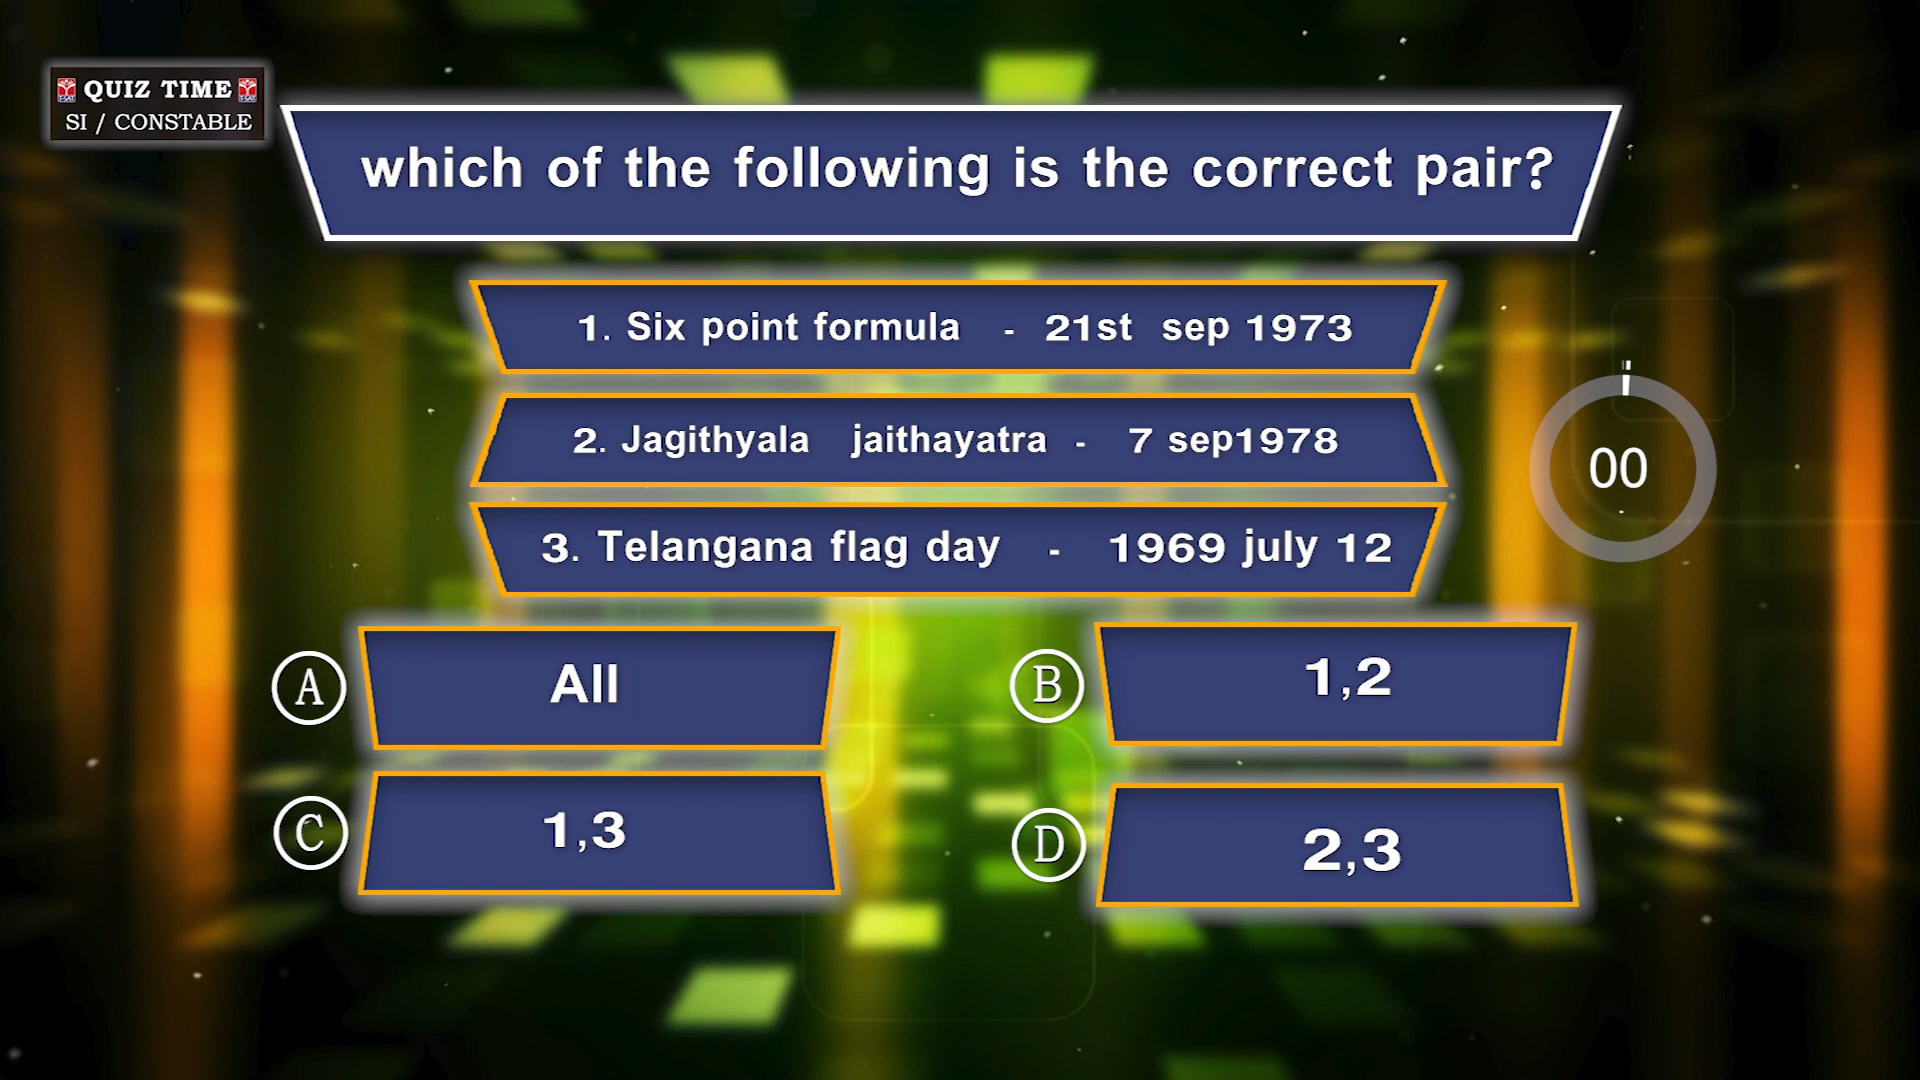 QUIZ TIME
SI / CONSTABLE
which of the following is the correct pair?
1. Six point formula - 21st sep 1973
2. Jagithyala jaithayatra - 7 sep1978
3. Telangana flag day - 1969 july 12
00
A All
B 1,2
C 1,3
D 2,3